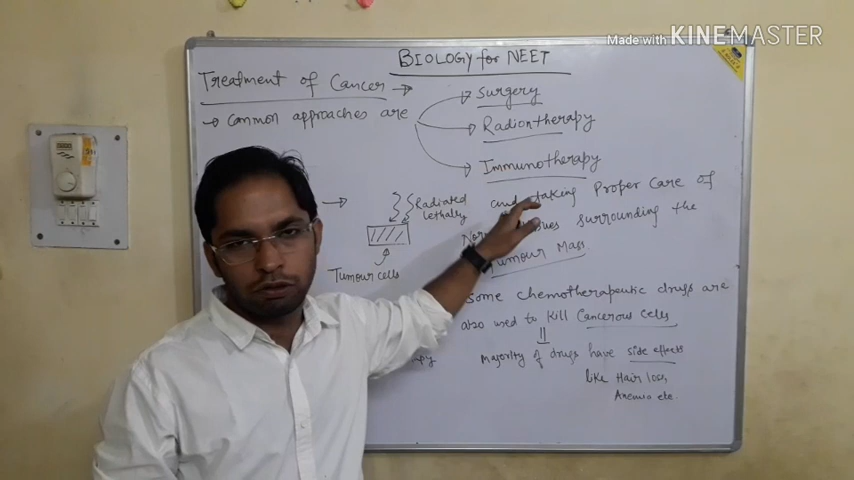 Made with KINEMASTER
BIOLOGY for NEET
Treatment of Cancer →
→ Common approaches are
Surgery
Radiontherapy
Immunotherapy
Radiated
lethally
Tumour cells
taking Proper Care of
surrounding the
Tumour Mass.
Some chemotherapeutic drugs are
also used to kill Cancerous Cells
Majority of drugs have side effects
like Hair loss,
Anemia etc.